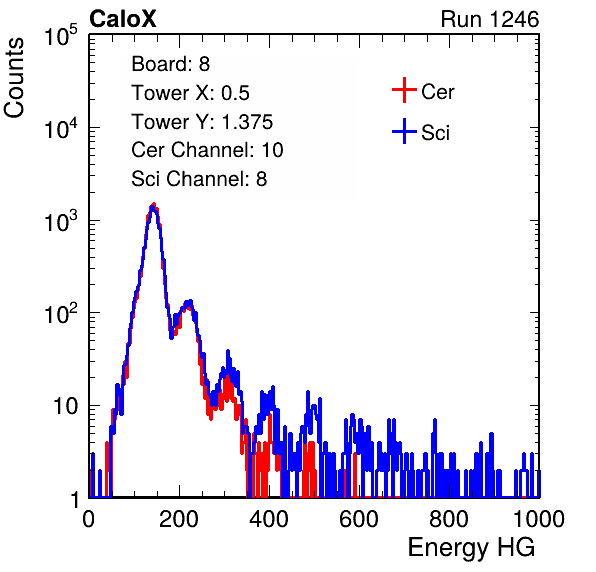 CaloX Run 1246
Counts
10^5
10^4
10^3
10^2
10
1
Board: 8
Tower X: 0.5
Tower Y: 1.375
Cer Channel: 10
Sci Channel: 8
Cer
Sci
0 200 400 600 800 1000
Energy HG